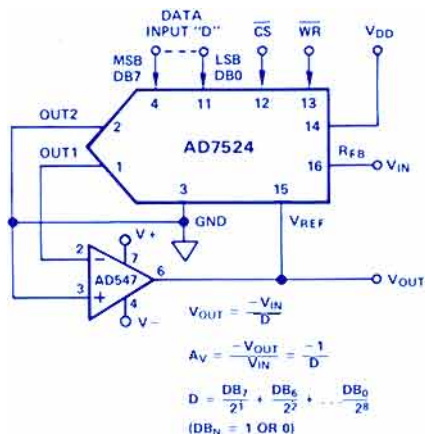 DATA
INPUT "D"
CS
WR
VDD
MSB
DB7
LSB
DB0
4
11
12
13
OUT2
2
14
AD7524
OUT1
1
16
RFB
VIN
3
15
GND
VREF
V+
2
7
AD547
6
VOUT
3
4
V-
VOUT = -VIN / D
AV = -VOUT / VIN = -1 / D
D = DB7 / 2¹ + DB6 / 2² + ... DB0 / 2⁸
(DBN = 1 OR 0)